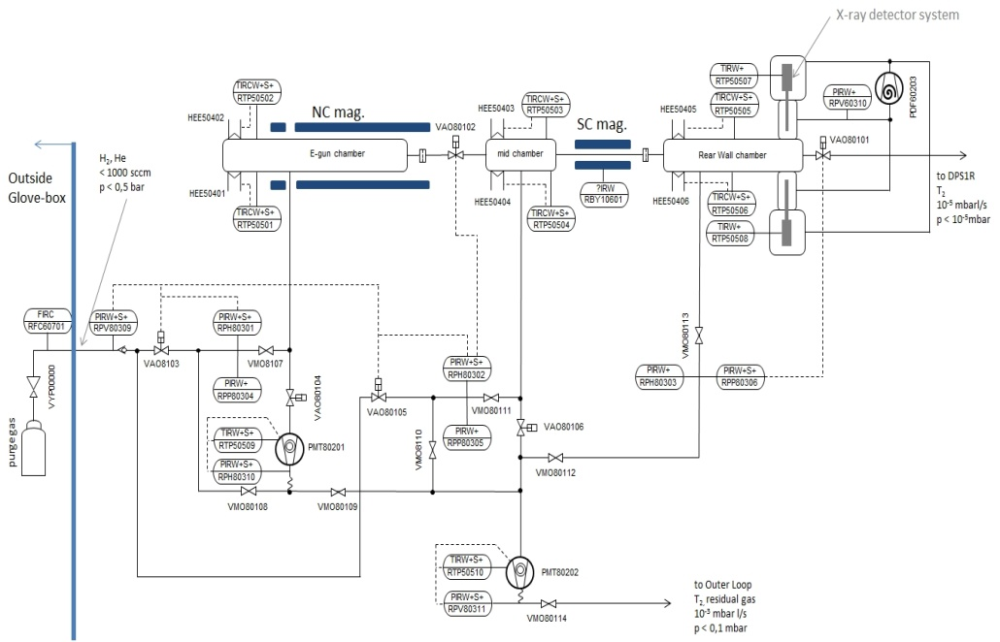 X-ray detector system
TIRCW+S+
RTP50502
NC mag.
HEE50402
HEE50403
TIRCW+S+
RTP50503
SC mag.
HEE50405
TIRW+
RTP50507
TIRCW+S+
RTP50505
PIRW+
RPV60310
PDF60203
VAO80102
VAO80101
E-gun chamber
mid chamber
Rear Wall chamber
Outside
Glove-box
H2, He
< 1000 sccm
p < 0,5 bar
HEE50401
TIRCW+S+
RTP50501
HEE50404
TIRCW+S+
RTP50504
?IRW
RBY10601
HEE50406
TIRCW+S+
RTP50506
TIRW+
RTP50508
to DPS1R
T2
10-5 mbarl/s
p < 10-5mbar
FIRC
RFC60701
PIRW+S+
RPV80309
PIRW+S+
RPH80301
VAO8103
VMO8107
PIRW+
RPP80304
VYP00000
purge gas
VAO80104
PIRW+S+
RPH80302
VAO80105
VMO80111
PIRW+
RPP80305
VAO80106
VMO80113
PIRW+
RPH80303
PIRW+S+
RPP80306
TIRW+S+
RTP50509
PMT80201
PIRW+S+
RPH80310
VMO8110
VMO80112
VMO80108
VMO80109
TIRW+S+
RTP50510
PMT80202
PIRW+S+
RPV80311
VMO80114
to Outer Loop
T2, residual gas
10-3 mbar l/s
p < 0,1 mbar